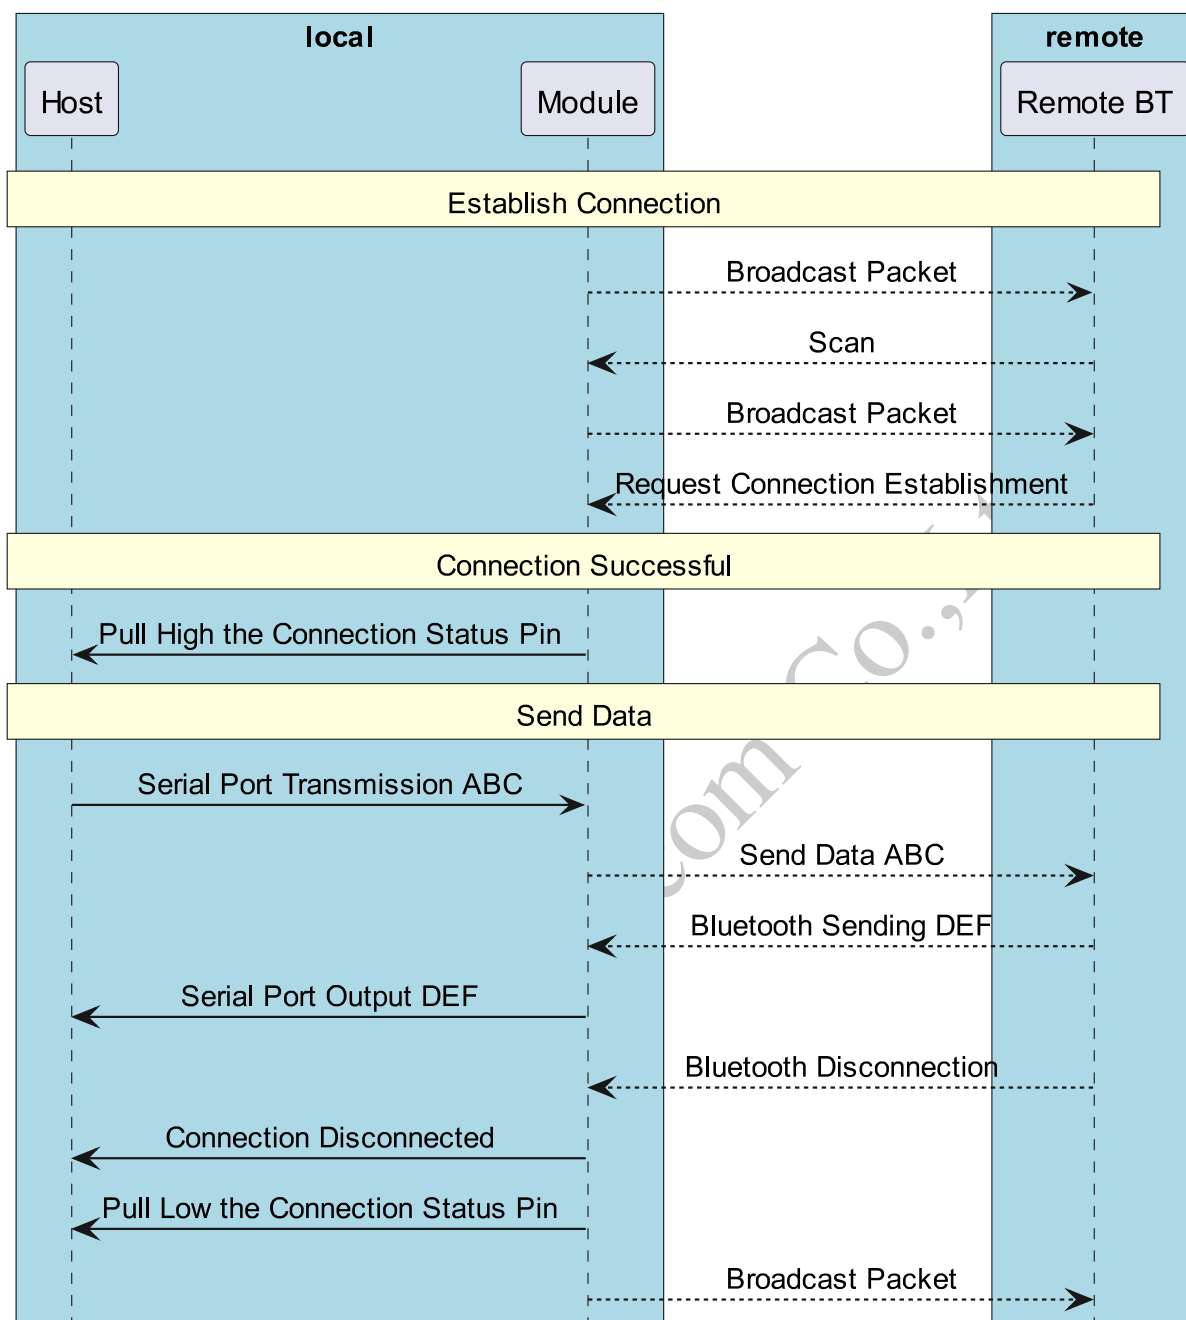 local
remote
Host
Module
Remote BT
Establish Connection
Broadcast Packet
Scan
Broadcast Packet
Request Connection Establishment
Connection Successful
Pull High the Connection Status Pin
Send Data
Serial Port Transmission ABC
Send Data ABC
Bluetooth Sending DEF
Serial Port Output DEF
Bluetooth Disconnection
Connection Disconnected
Pull Low the Connection Status Pin
Broadcast Packet